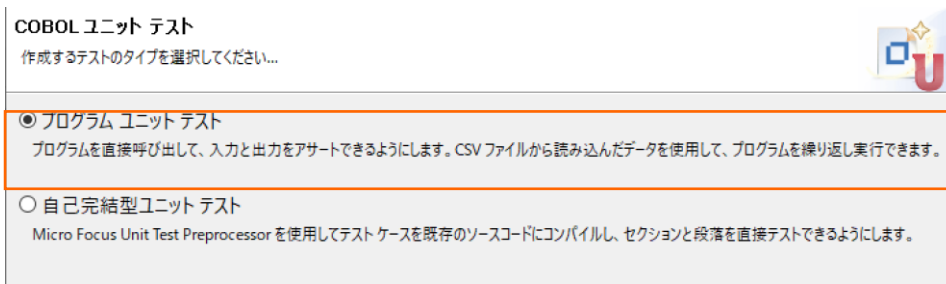 COBOL ユニット テスト
作成するテストのタイプを選択してください...
U
プログラム ユニット テスト
プログラムを直接呼び出して、入力と出力をアサートできるようにします。CSV ファイルから読み込んだデータを使用して、プログラムを繰り返し実行できます。
自己完結型ユニット テスト
Micro Focus Unit Test Preprocessor を使用してテスト ケースを既存のソースコードにコンパイルし、セクションと段落を直接テストできるようにします。